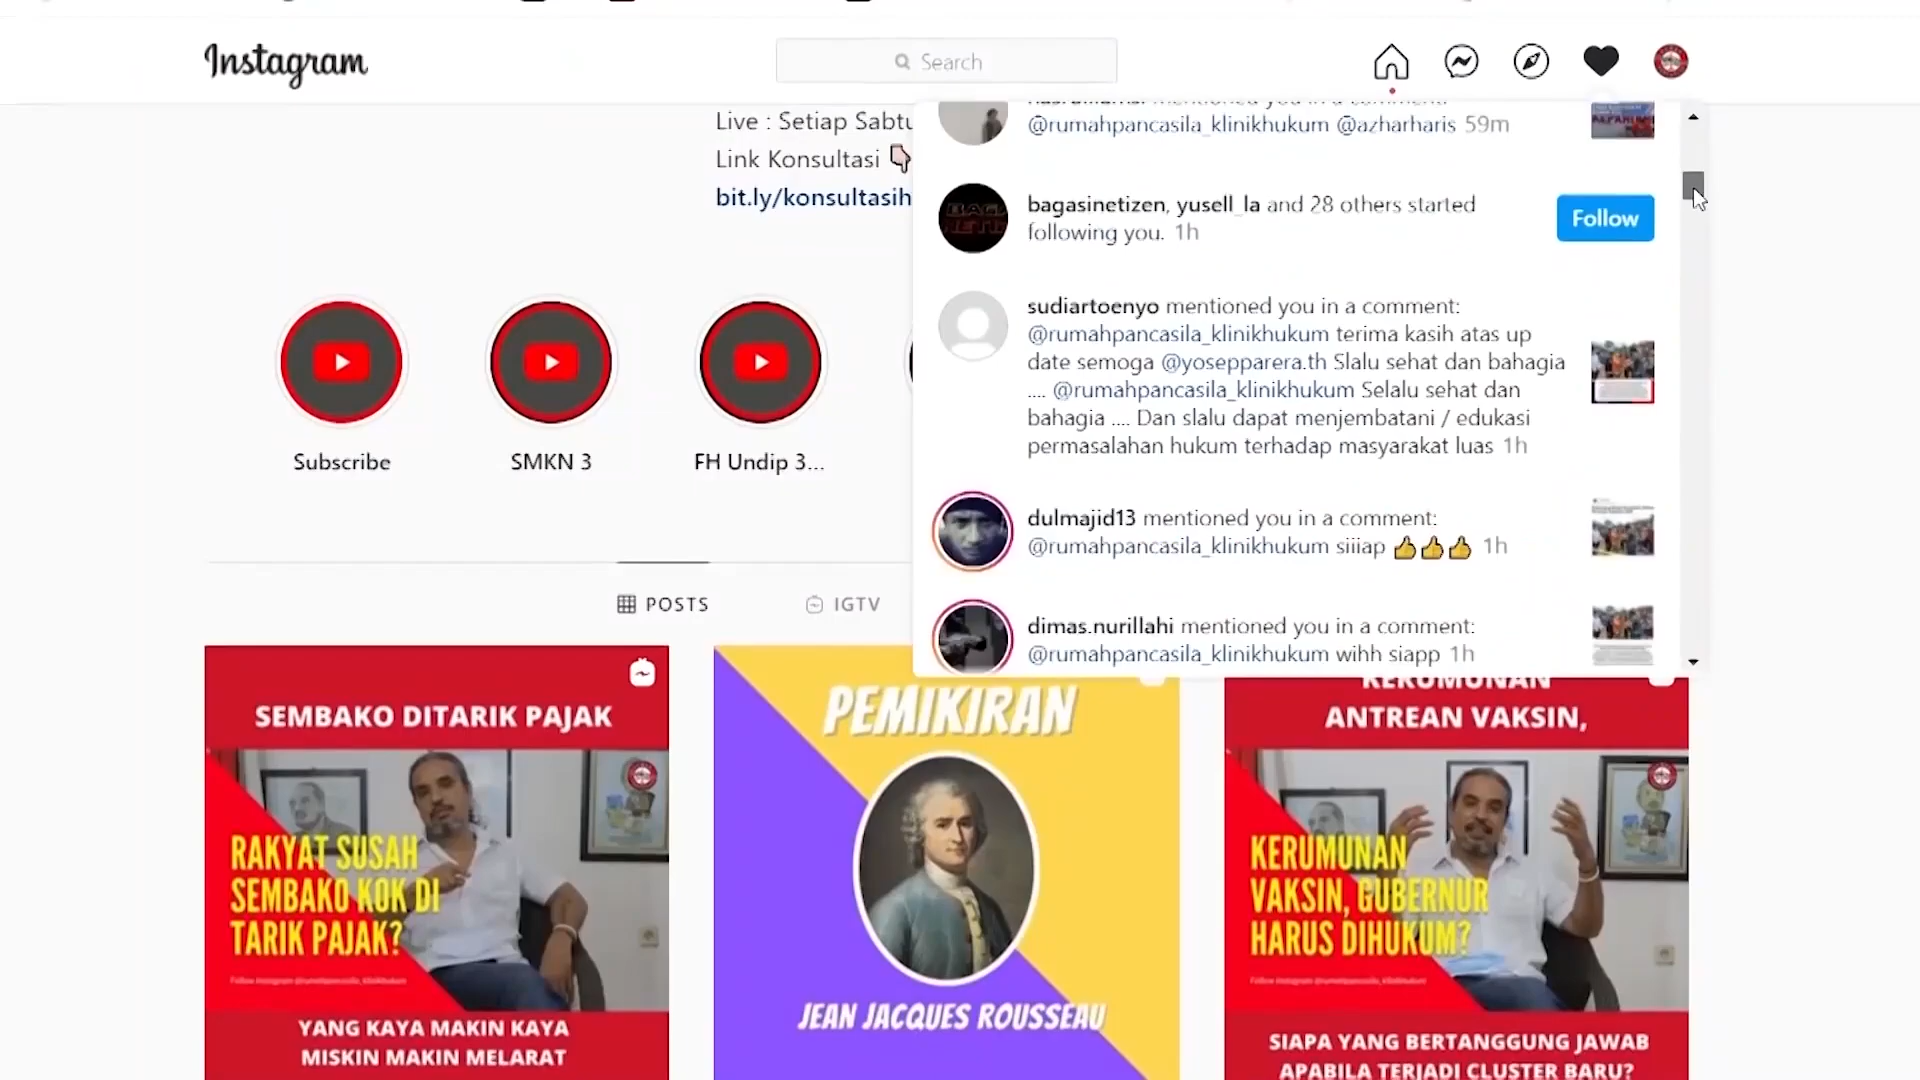 Instagram
Search
Live : Setiap Sabtu
Link Konsultasi
bit.ly/konsultasih
mentioned you in a comment:
@rumahpancasila_klinikhukum @azharharis 59m
bagasinetizen, yusell_la and 28 others started
following you. 1h
Follow
sudiartoenyo mentioned you in a comment:
@rumahpancasila_klinikhukum terima kasih atas up
date semoga @yosepparera.th Slalu sehat dan bahagia
.... @rumahpancasila_klinikhukum Selalu sehat dan
bahagia .... Dan slalu dapat menjembatani / edukasi
permasalahan hukum terhadap masyarakat luas 1h
dulmajid13 mentioned you in a comment:
@rumahpancasila_klinikhukum siiiap 👍👍👍 1h
dimas.nurillahi mentioned you in a comment:
@rumahpancasila_klinikhukum wihh siapp 1h
Subscribe
SMKN 3
FH Undip 3...
POSTS
IGTV
SEMBAKO DITARIK PAJAK
RAKYAT SUSAH
SEMBAKO KOK DI
TARIK PAJAK?
YANG KAYA MAKIN KAYA
MISKIN MAKIN MELARAT
PEMIKIRAN
JEAN JACQUES ROUSSEAU
KERUMUNAN
ANTREAN VAKSIN,
KERUMUNAN
VAKSIN, GUBERNUR
HARUS DIHUKUM?
SIAPA YANG BERTANGGUNG JAWAB
APABILA TERJADI CLUSTER BARU?